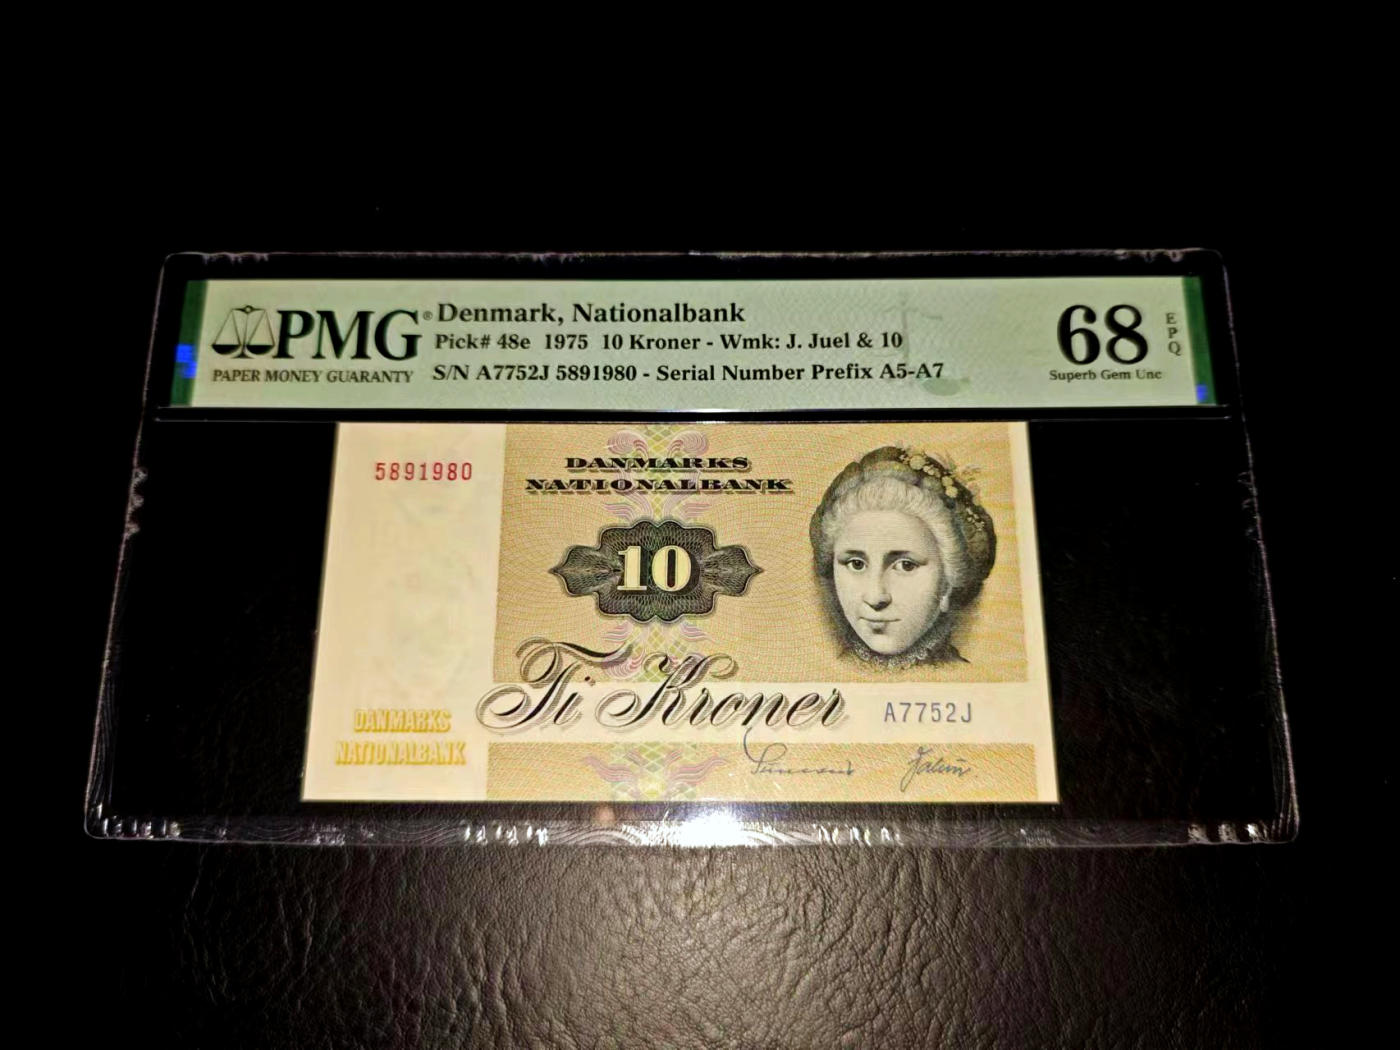 PMG®
PAPER MONEY GUARANTY
Denmark, Nationalbank
Pick# 48e 1975 10 Kroner - Wmk: J. Juel & 10
S/N A7752J 5891980 - Serial Number Prefix A5-A7
68
EPQ
Superb Gem Unc
5891980
DANMARKS
NATIONALBANK
10
Ti Kroner
A7752J
DANMARKS
NATIONALBANK